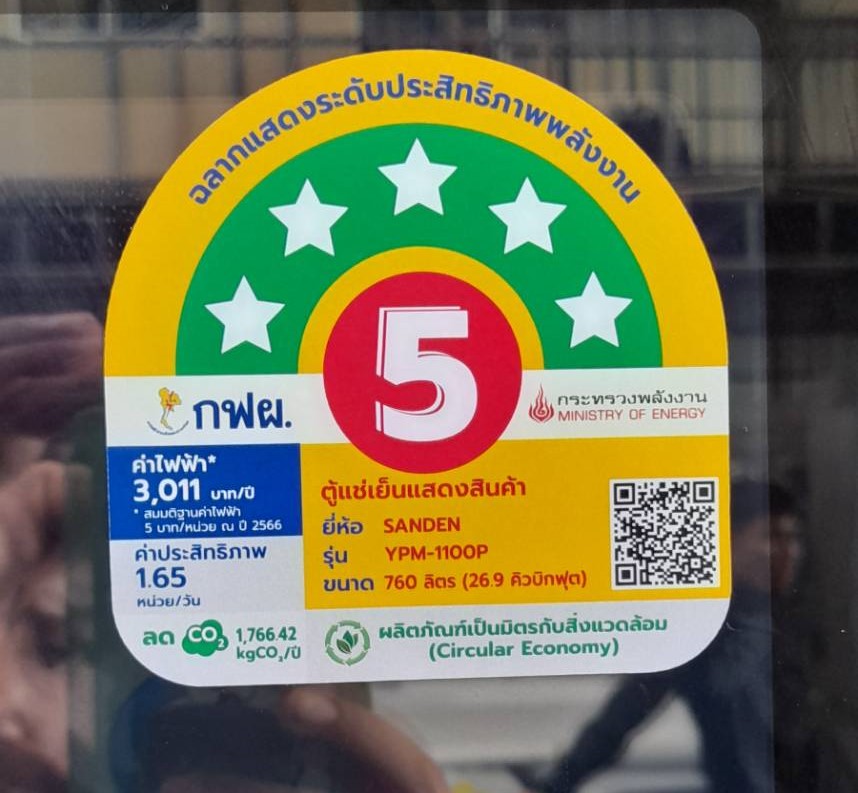 ฉลากแสดงระดับประสิทธิภาพพลังงาน
5
กฟผ.
กระทรวงพลังงาน
MINISTRY OF ENERGY
ค่าไฟฟ้า*
3,011 บาท/ปี
* สมมติฐานค่าไฟฟ้า
5 บาท/หน่วย ณ ปี 2566
ค่าประสิทธิภาพ
1.65
หน่วย/วัน
ตู้แช่เย็นแสดงสินค้า
ยี่ห้อ SANDEN
รุ่น YPM-1100P
ขนาด 760 ลิตร (26.9 คิวบิกฟุต)
ลด CO₂ 1,766.42
kgCO₂/ปี
ผลิตภัณฑ์เป็นมิตรกับสิ่งแวดล้อม
(Circular Economy)